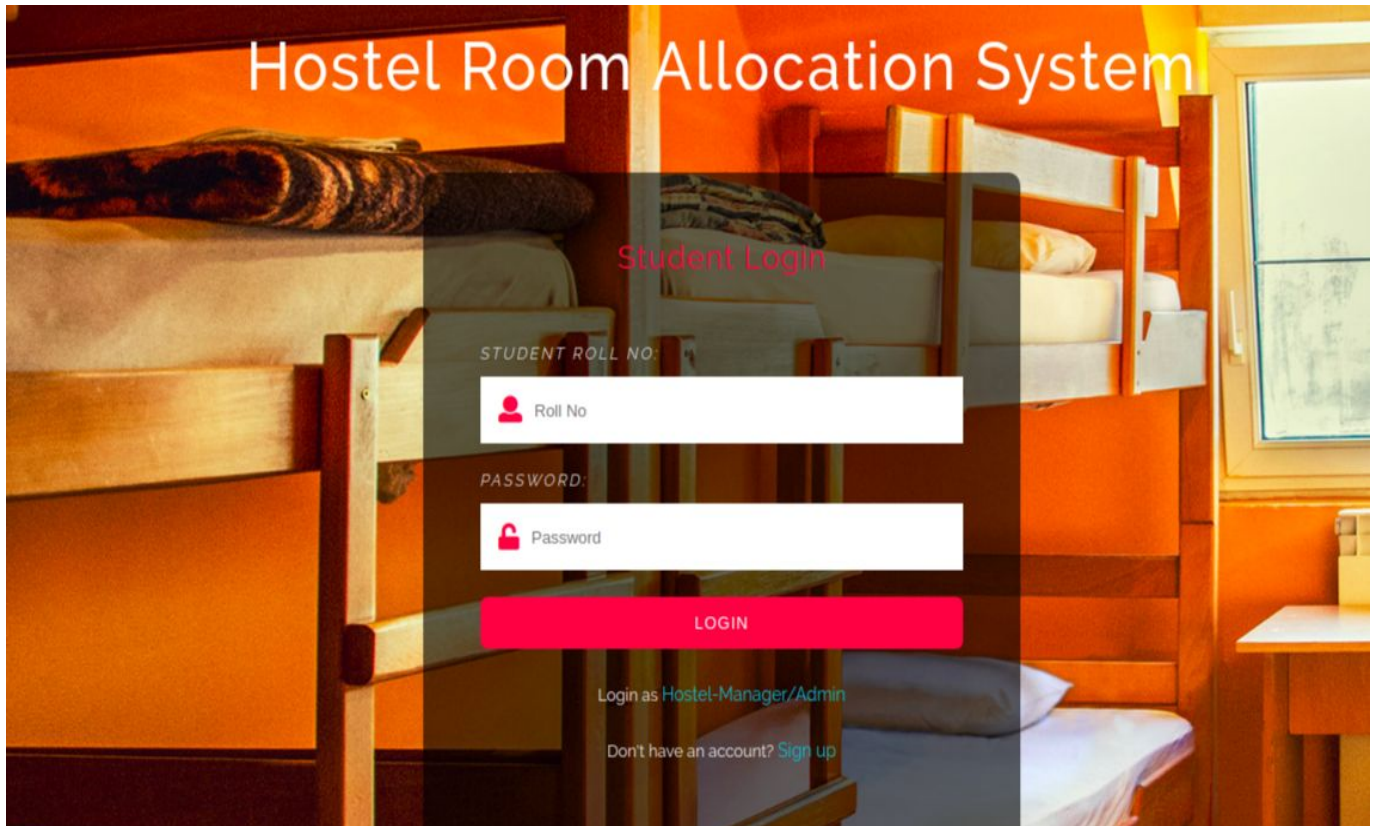 Hostel Room Allocation System
Student Login
STUDENT ROLL NO:
Roll No
PASSWORD:
Password
LOGIN
Login as Hostel-Manager/Admin
Don't have an account? Sign up